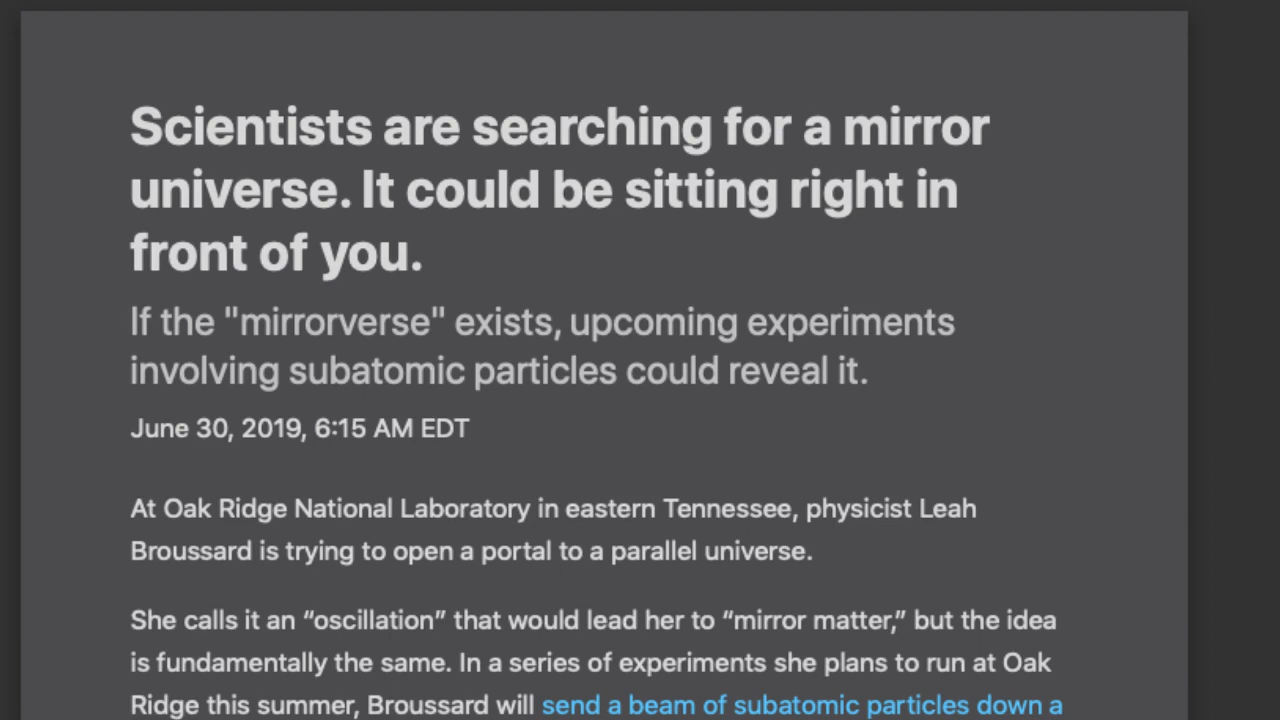 Scientists are searching for a mirror
universe. It could be sitting right in
front of you.
If the "mirrorverse" exists, upcoming experiments
involving subatomic particles could reveal it.
June 30, 2019, 6:15 AM EDT
At Oak Ridge National Laboratory in eastern Tennessee, physicist Leah
Broussard is trying to open a portal to a parallel universe.
She calls it an “oscillation” that would lead her to “mirror matter,” but the idea
is fundamentally the same. In a series of experiments she plans to run at Oak
Ridge this summer, Broussard will send a beam of subatomic particles down a